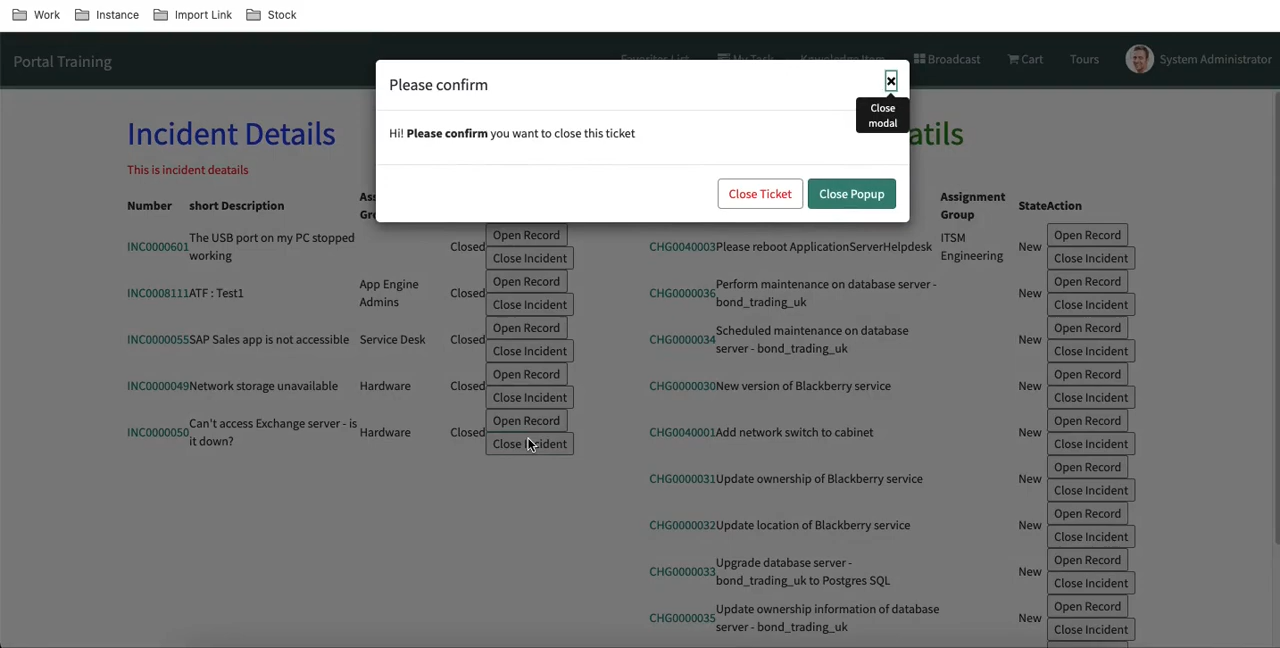 Work Instance Import Link Stock
Portal Training
Favorite List My Task Knowledge Item Broadcast Cart Tours System Administrator
Please confirm
Close
modal
Hi! Please confirm you want to close this ticket
Close Ticket Close Popup
Incident Details
This is incident deatails
Number short Description State Action
INC0000601 The USB port on my PC stopped
working Closed Open Record
Close Incident
INC0008111 ATF : Test1 App Engine
Admins Closed Open Record
Close Incident
INC0000055 SAP Sales app is not accessible Service Desk Closed Open Record
Close Incident
INC0000049 Network storage unavailable Hardware Closed Open Record
Close Incident
INC0000050 Can't access Exchange server - is
it down? Hardware Closed Open Record
Close Incident
Assignment
Group
CHG0040003 Please reboot ApplicationServerHelpdesk ITSM
Engineering New Open Record
Close Incident
CHG0000036 Perform maintenance on database server -
bond_trading_uk New Open Record
Close Incident
CHG0000034 Scheduled maintenance on database
server - bond_trading_uk New Open Record
Close Incident
CHG0000030 New version of Blackberry service New Open Record
Close Incident
CHG0040001 Add network switch to cabinet New Open Record
Close Incident
CHG0000031 Update ownership of Blackberry service New Open Record
Close Incident
CHG0000032 Update location of Blackberry service New Open Record
Close Incident
CHG0000033 Upgrade database server -
bond_trading_uk to Postgres SQL New Open Record
Close Incident
CHG0000035 Update ownership information of database
server - bond_trading_uk New Open Record
Close Incident